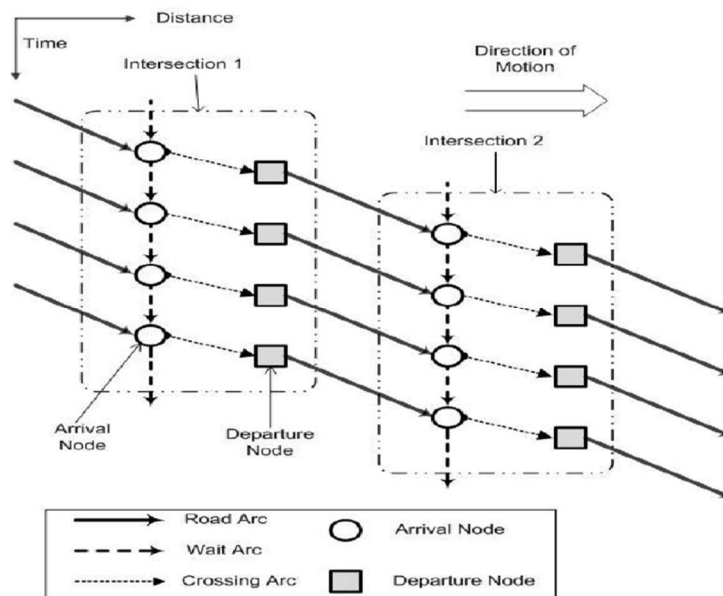 Distance
Time
Intersection 1
Direction of
Motion
Intersection 2
Arrival
Node
Departure
Node
Road Arc
Wait Arc
Crossing Arc
Arrival Node
Departure Node